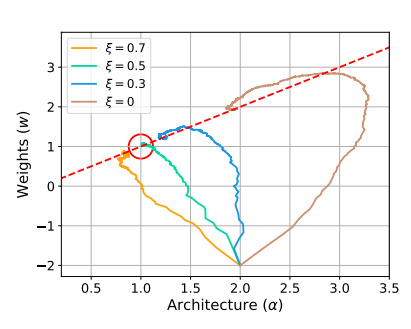 ξ = 0.7
ξ = 0.5
ξ = 0.3
ξ = 0
Weights (w)
3
2
1
0
−1
−2
0.5 1.0 1.5 2.0 2.5 3.0 3.5
Architecture (α)